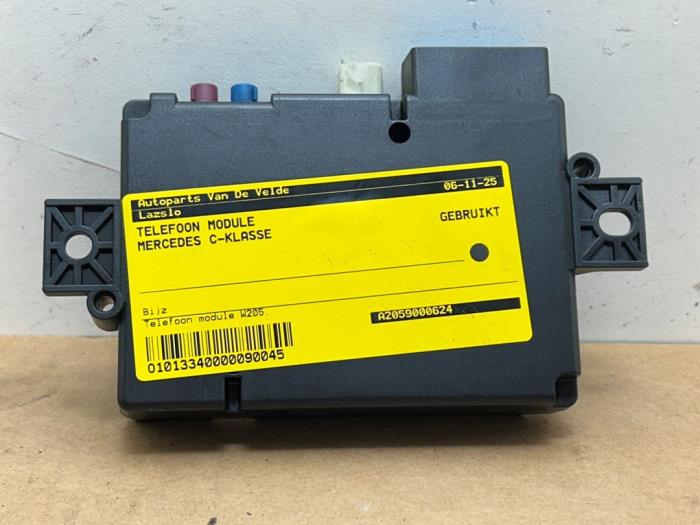 Autoparts Van De Velde 06-11-25
Lazslo
TELEFOON MODULE GEBRUIKT
MERCEDES C-KLASSE
Bijz
Telefoon module W205. A2059000624
01013340000090045